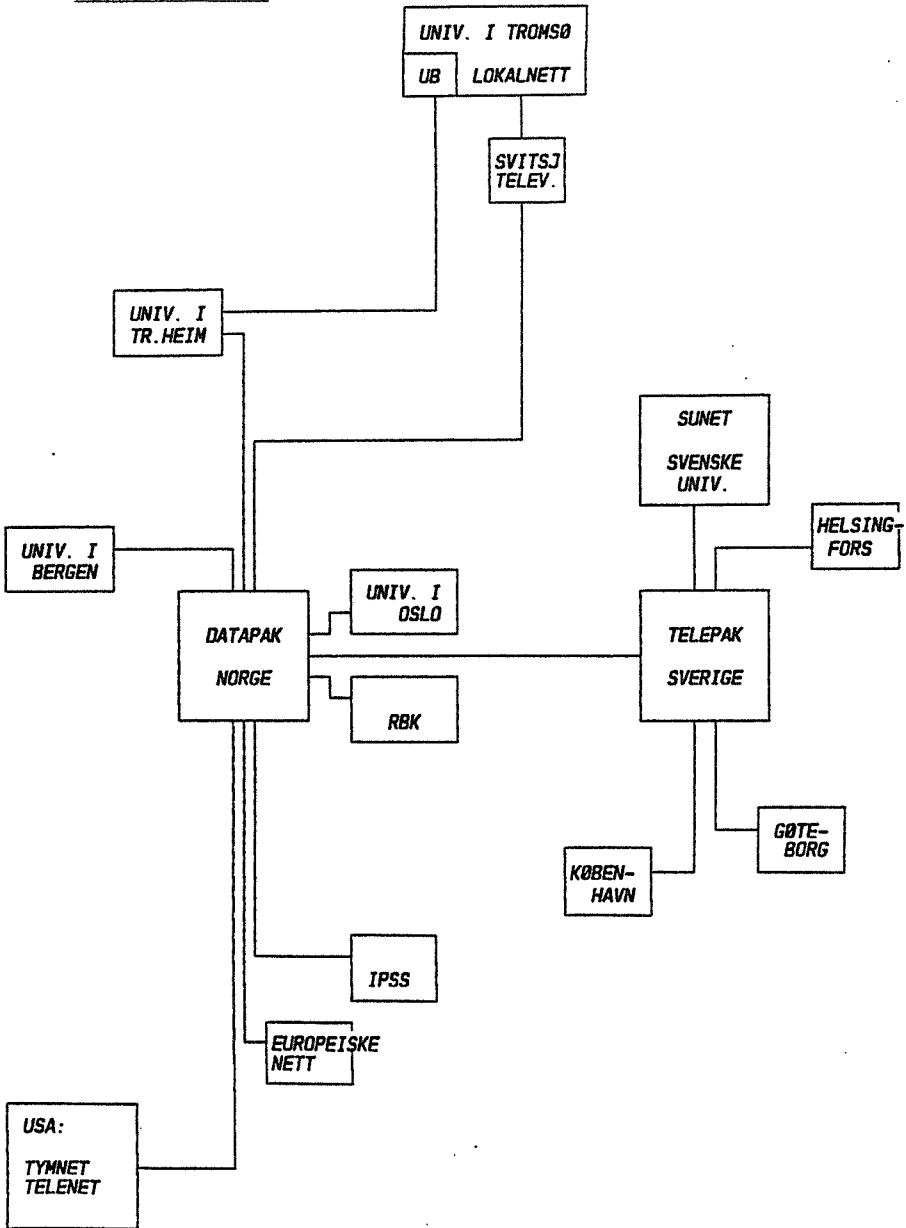 UNIV. I TROMSØ
UB LOKALNETT
SVITSJ
TELEV.
UNIV. I
TR.HEIM
SUNET
SVENSKE
UNIV.
HELSING-
FORS
UNIV. I
BERGEN
UNIV. I
OSLO
DATAPAK
NORGE
TELEPAK
SVERIGE
RBK
GØTE-
BORG
KØBEN-
HAVN
IPSS
EUROPEISKE
NETT
USA:
TYMNET
TELENET